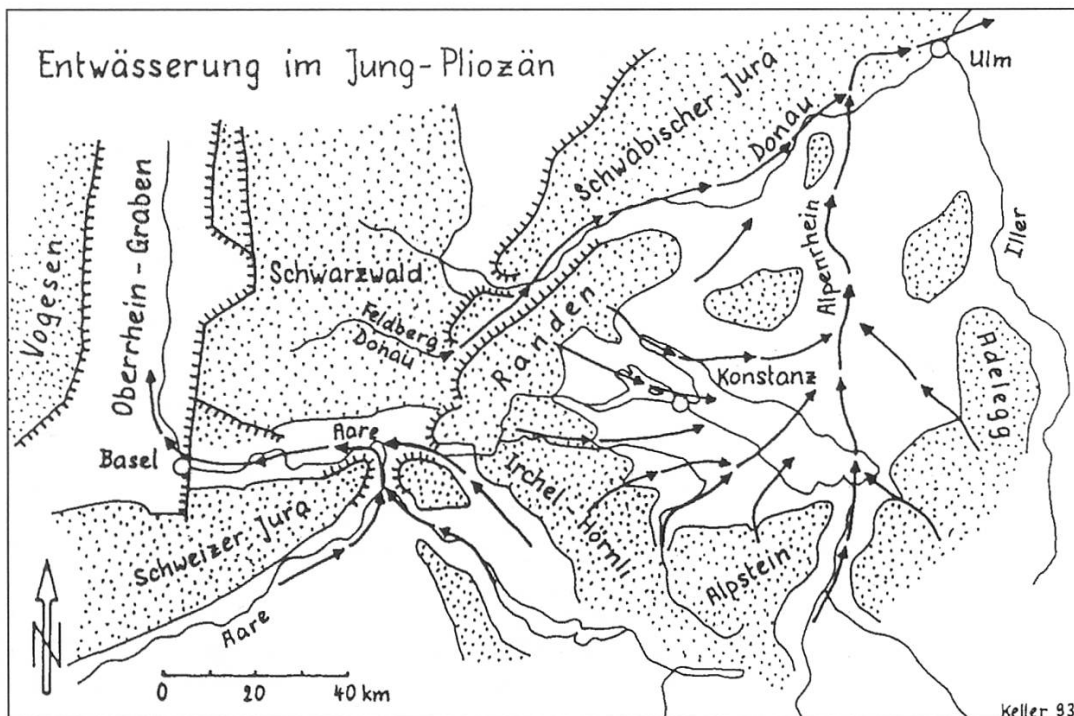 Entwässerung im Jung-Pliozän
Ulm
Schwäbischer Jura
Donau
Iller
Vogesen
Oberrhein-Graben
Schwarzwald
Alpenrhein
Feldberg
Donau
Randen
Konstanz
Adelegg
Aare
Basel
Irchel-Hörnli
Schweizer Jura
Alpstein
Aare
N
0 20 40 km
Keller 93